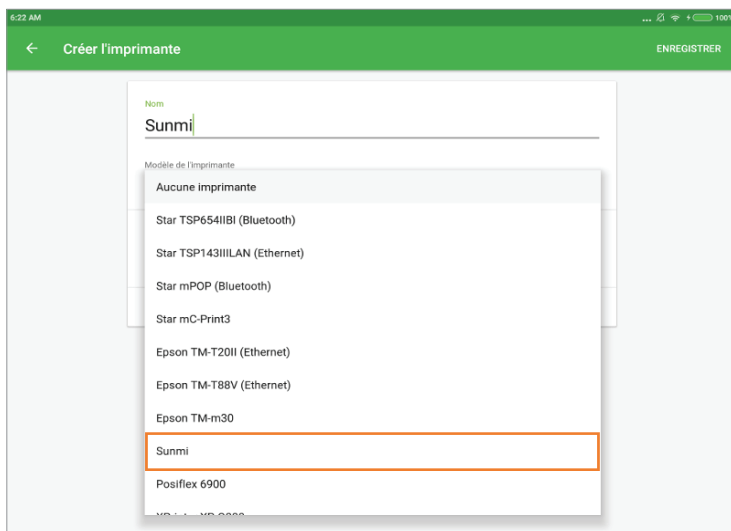 6:22 AM ... 100%
Créer l'imprimante ENREGISTRER
Nom
Sunmi
Modèle de l'imprimante
Aucune imprimante
Star TSP654IIBI (Bluetooth)
Star TSP143IIILAN (Ethernet)
Star mPOP (Bluetooth)
Star mC-Print3
Epson TM-T20II (Ethernet)
Epson TM-T88V (Ethernet)
Epson TM-m30
Sunmi
Posiflex 6900